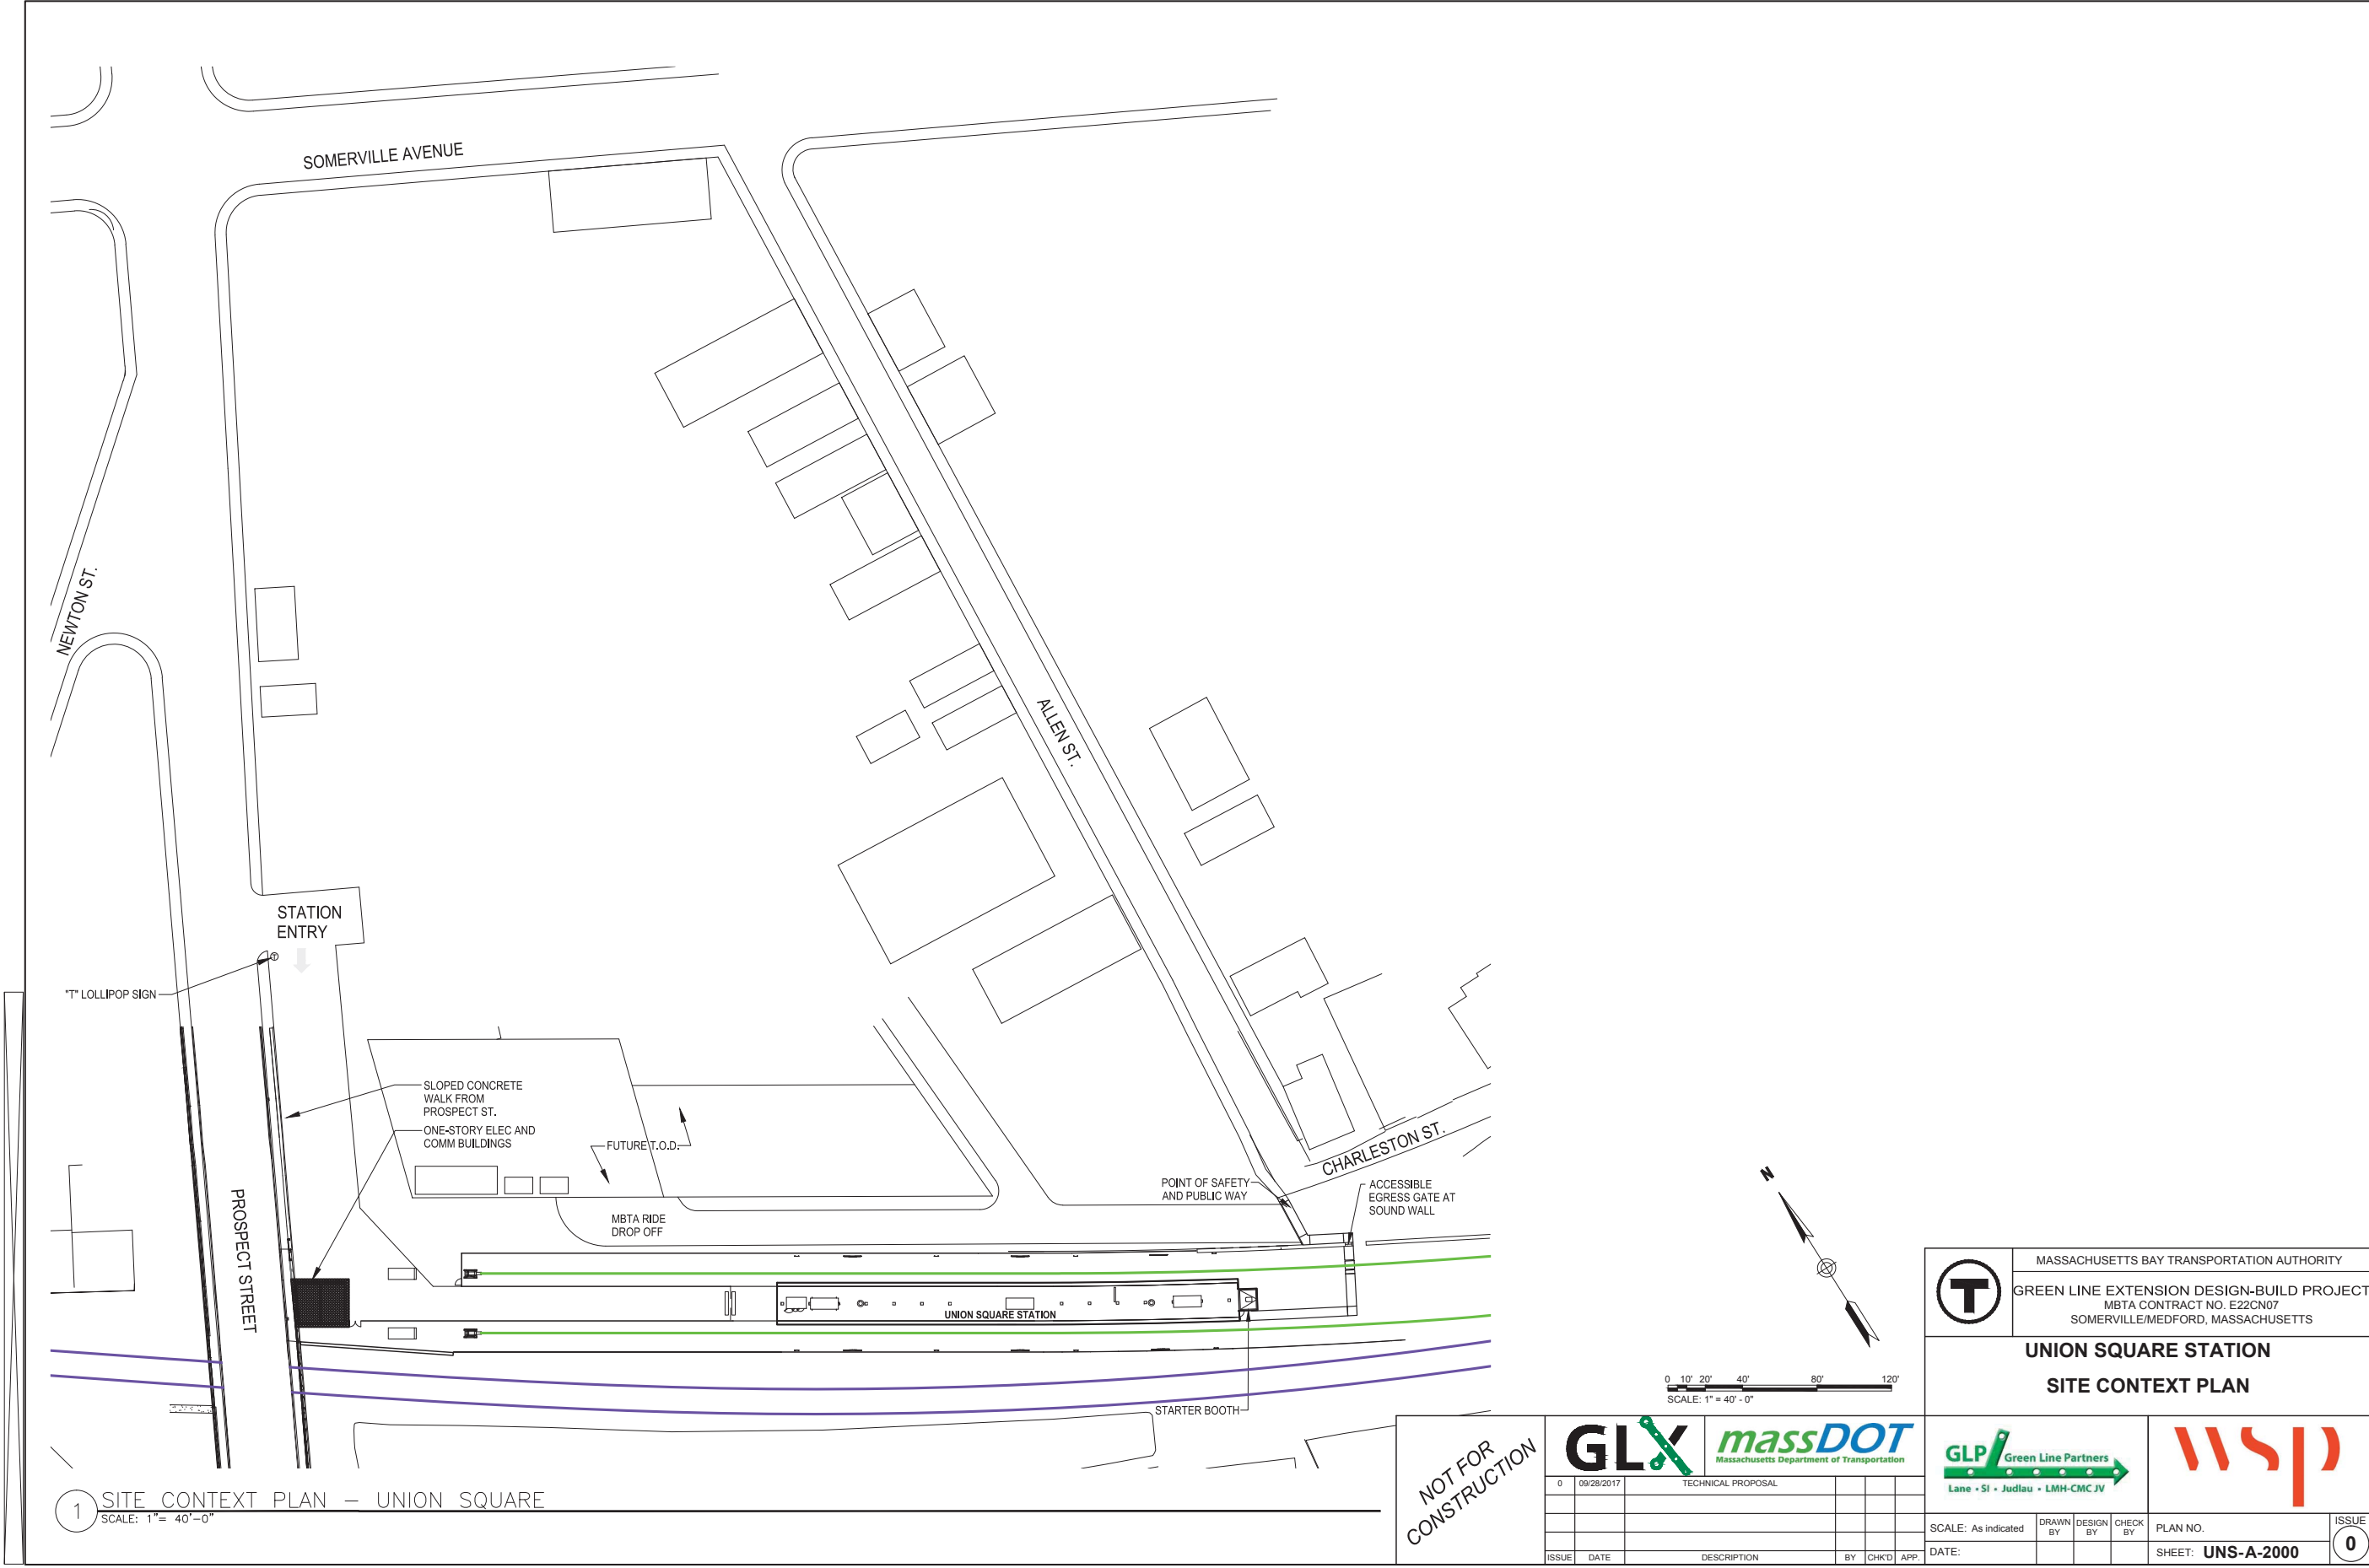 SOMERVILLE AVENUE
NEWTON ST.
ALLEN ST.
STATION
ENTRY
"T" LOLLIPOP SIGN
T
SLOPED CONCRETE
WALK FROM
PROSPECT ST.
ONE-STORY ELEC AND
COMM BUILDINGS
FUTURE T.O.D.
CHARLESTON ST.
POINT OF SAFETY
AND PUBLIC WAY
ACCESSIBLE
EGRESS GATE AT
SOUND WALL
PROSPECT STREET
MBTA RIDE
DROP OFF
UNION SQUARE STATION
STARTER BOOTH
N
0 10' 20' 40' 80' 120'
SCALE: 1" = 40' - 0"
1 SITE CONTEXT PLAN – UNION SQUARE
SCALE: 1"= 40'–0"
NOT FOR
CONSTRUCTION
GLX
massDOT
Massachusetts Department of Transportation
0 09/28/2017 TECHNICAL PROPOSAL
ISSUE DATE DESCRIPTION BY CHK'D APP.
T
MASSACHUSETTS BAY TRANSPORTATION AUTHORITY
GREEN LINE EXTENSION DESIGN-BUILD PROJECT
MBTA CONTRACT NO. E22CN07
SOMERVILLE/MEDFORD, MASSACHUSETTS
UNION SQUARE STATION
SITE CONTEXT PLAN
GLP Green Line Partners
Lane • SI • Judlau • LMH-CMC JV
wsp
SCALE: As indicated
DRAWN
BY
DESIGN
BY
CHECK
BY
PLAN NO.
ISSUE
0
DATE:
SHEET: UNS-A-2000